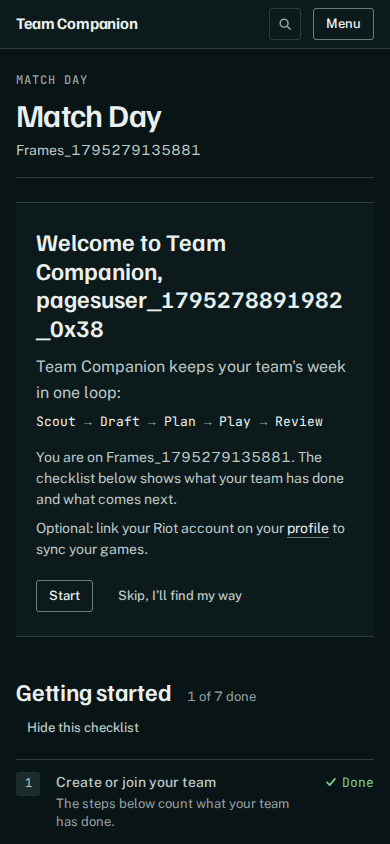 Team Companion
Menu
MATCH DAY
Match Day
Frames_1795279135881
Welcome to Team
Companion,
pagesuser_1795278891982
_0x38
Team Companion keeps your team's week
in one loop:
Scout → Draft → Plan → Play → Review
You are on Frames_1795279135881. The
checklist below shows what your team has done
and what comes next.
Optional: link your Riot account on your profile to
sync your games.
Start
Skip, I'll find my way
Getting started
1 of 7 done
Hide this checklist
1
Create or join your team
Done
The steps below count what your team
has done.